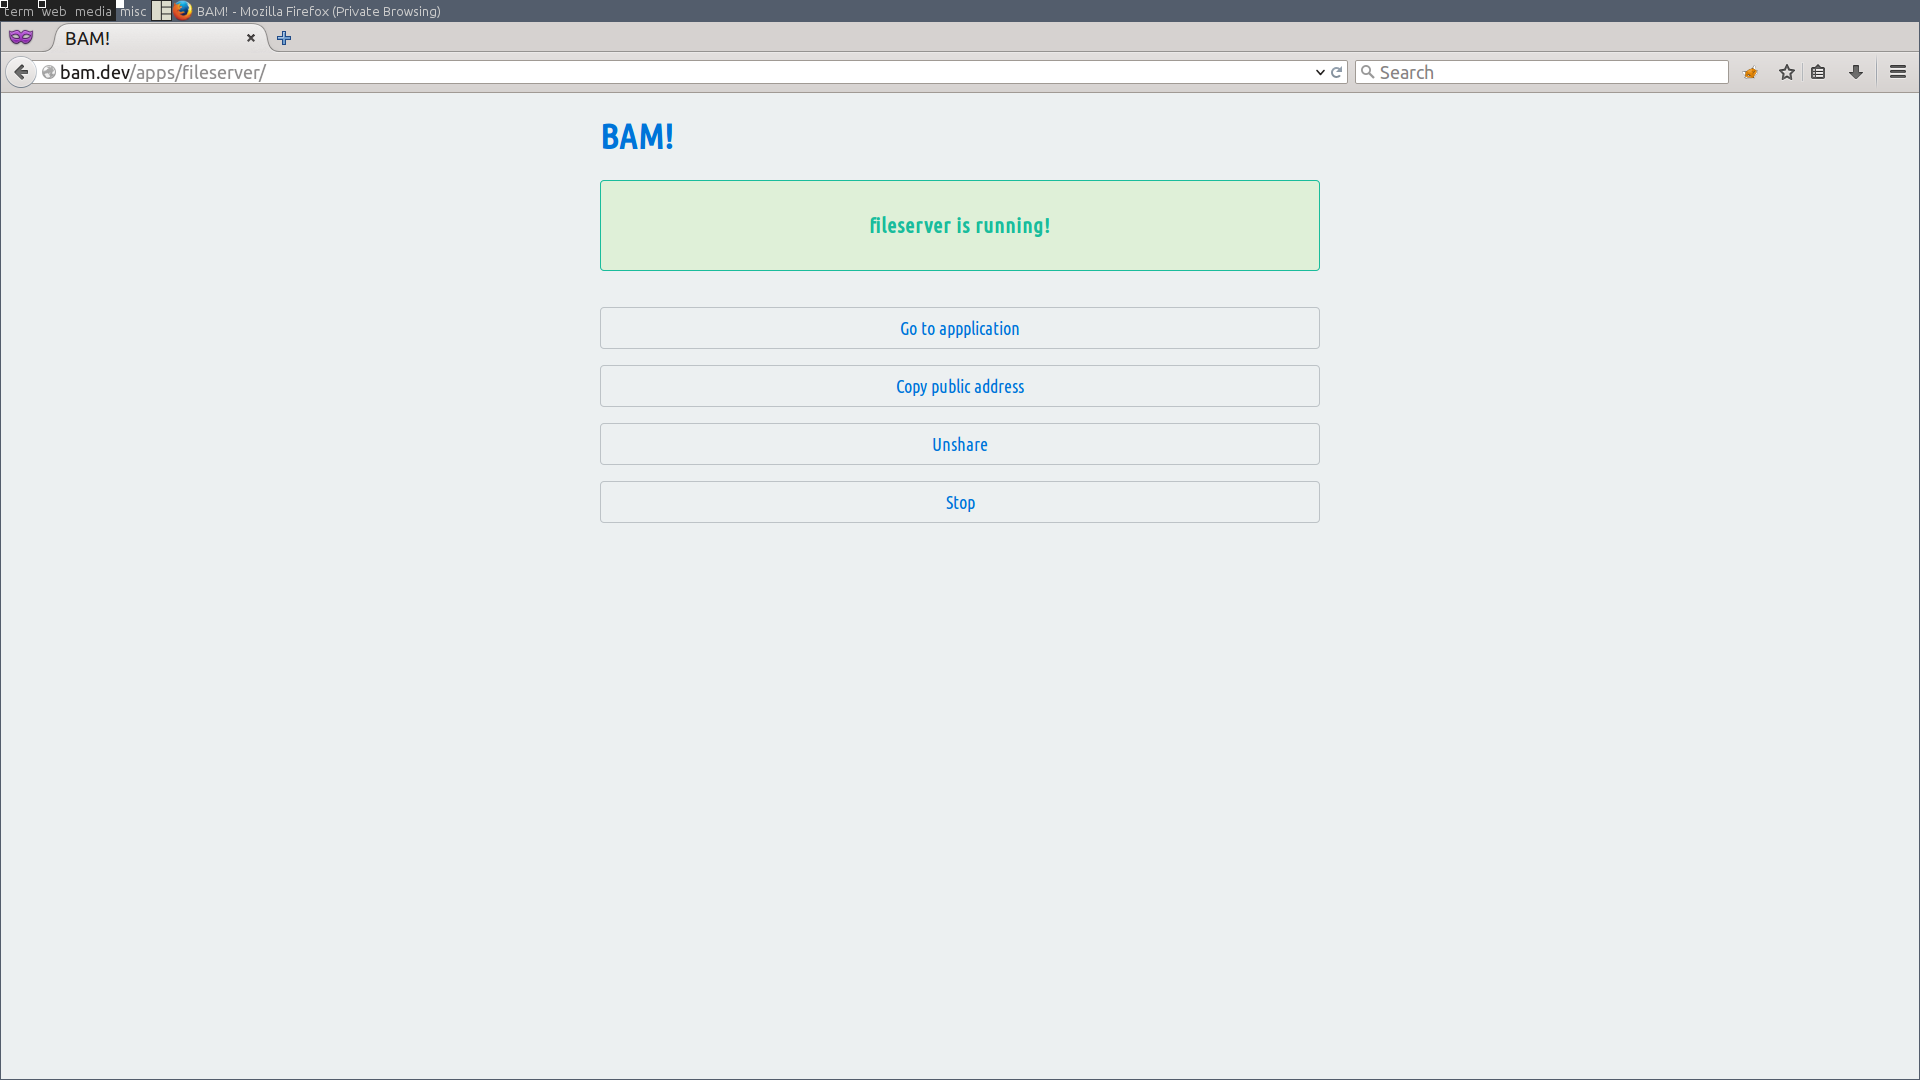 term web media misc BAM! - Mozilla Firefox (Private Browsing)
BAM!
bam.dev/apps/fileserver/ Search
BAM!
fileserver is running!
Go to appplication
Copy public address
Unshare
Stop